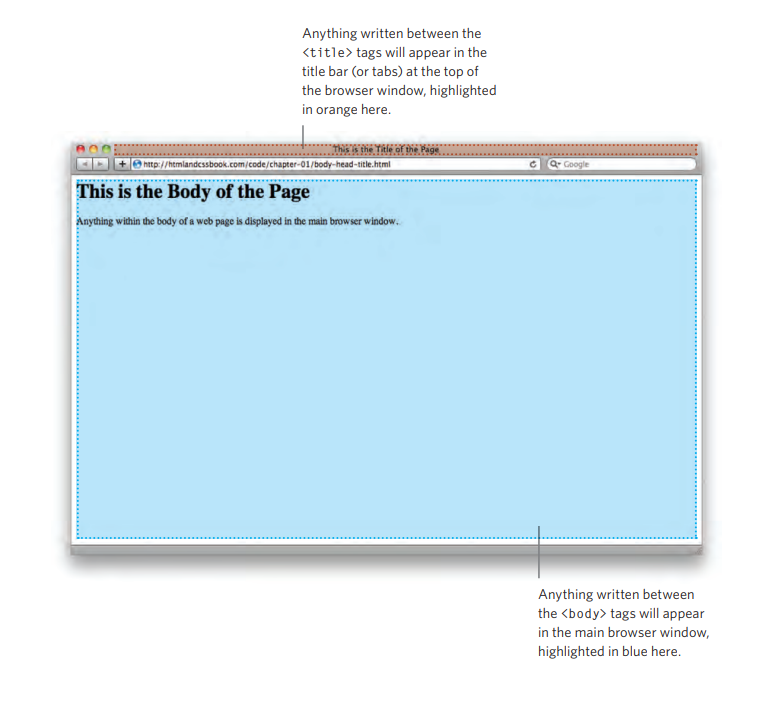 Anything written between the
<title> tags will appear in the
title bar (or tabs) at the top of
the browser window, highlighted
in orange here.
This is the Title of the Page
http://htmlandcssbook.com/code/chapter-01/body-head-title.html
Google
This is the Body of the Page
Anything within the body of a web page is displayed in the main browser window.
Anything written between
the <body> tags will appear
in the main browser window,
highlighted in blue here.